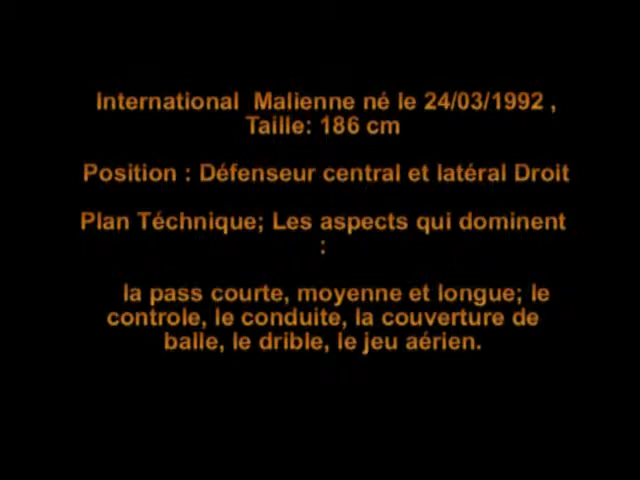 International  Malienne né le 24/03/1992 ,
Taille: 186 cm
Position : Défenseur central et latéral Droit
Plan Téchnique; Les aspects qui dominent
:
la pass courte, moyenne et longue; le
controle, le conduite, la couverture de
balle, le drible, le jeu aérien.